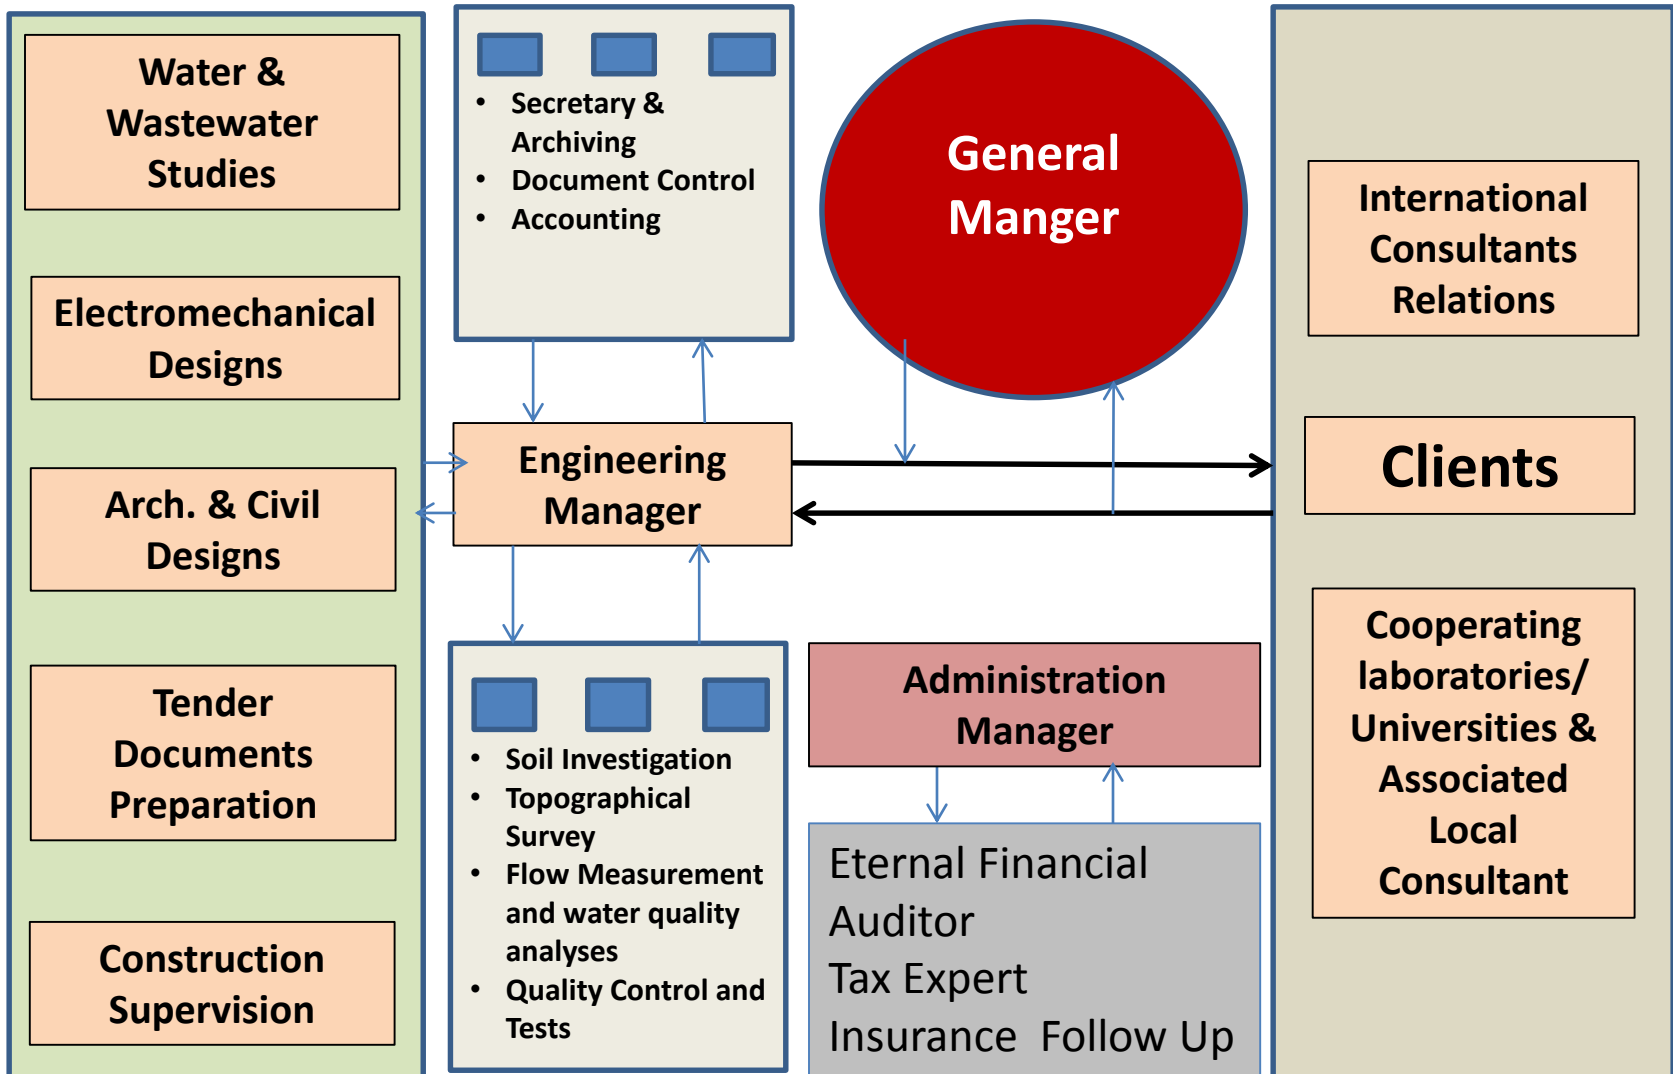 Water &
Wastewater
Studies
Electromechanical
Designs
Arch. & Civil
Designs
Tender
Documents
Preparation
Construction
Supervision
• Secretary &
Archiving
• Document Control
• Accounting
Engineering
Manager
• Soil Investigation
• Topographical
Survey
• Flow Measurement
and water quality
analyses
• Quality Control and
Tests
General
Manger
Administration
Manager
Eternal Financial
Auditor
Tax Expert
Insurance Follow Up
International
Consultants
Relations
Clients
Cooperating
laboratories/
Universities &
Associated
Local
Consultant